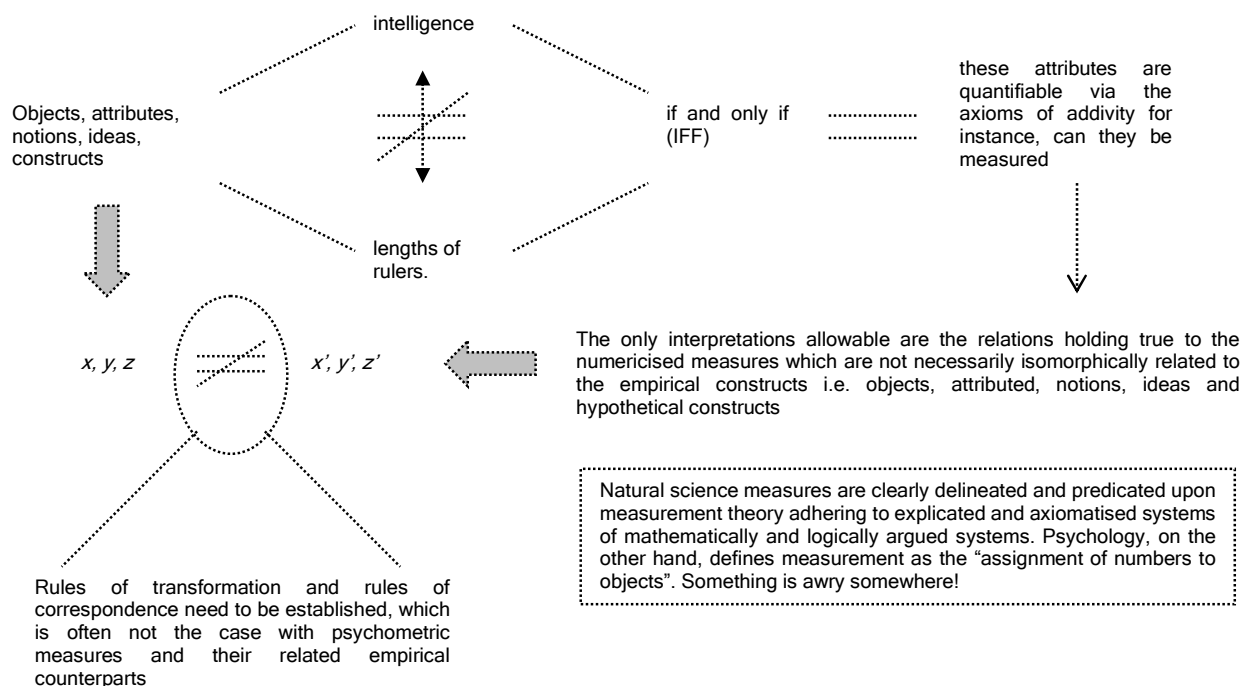 intelligence
Objects, attributes,
notions, ideas,
constructs
if and only if
(IFF)
these attributes are
quantifiable via the
axioms of addivity for
instance, can they be
measured
lengths of
rulers.
x, y, z
x', y', z'
The only interpretations allowable are the relations holding true to the
numericised measures which are not necessarily isomorphically related to
the empirical constructs i.e. objects, attributed, notions, ideas and
hypothetical constructs
Natural science measures are clearly delineated and predicated upon
measurement theory adhering to explicated and axiomatised systems
of mathematically and logically argued systems. Psychology, on the
other hand, defines measurement as the “assignment of numbers to
objects”. Something is awry somewhere!
Rules of transformation and rules of
correspondence need to be established, which
is often not the case with psychometric
measures and their related empirical
counterparts